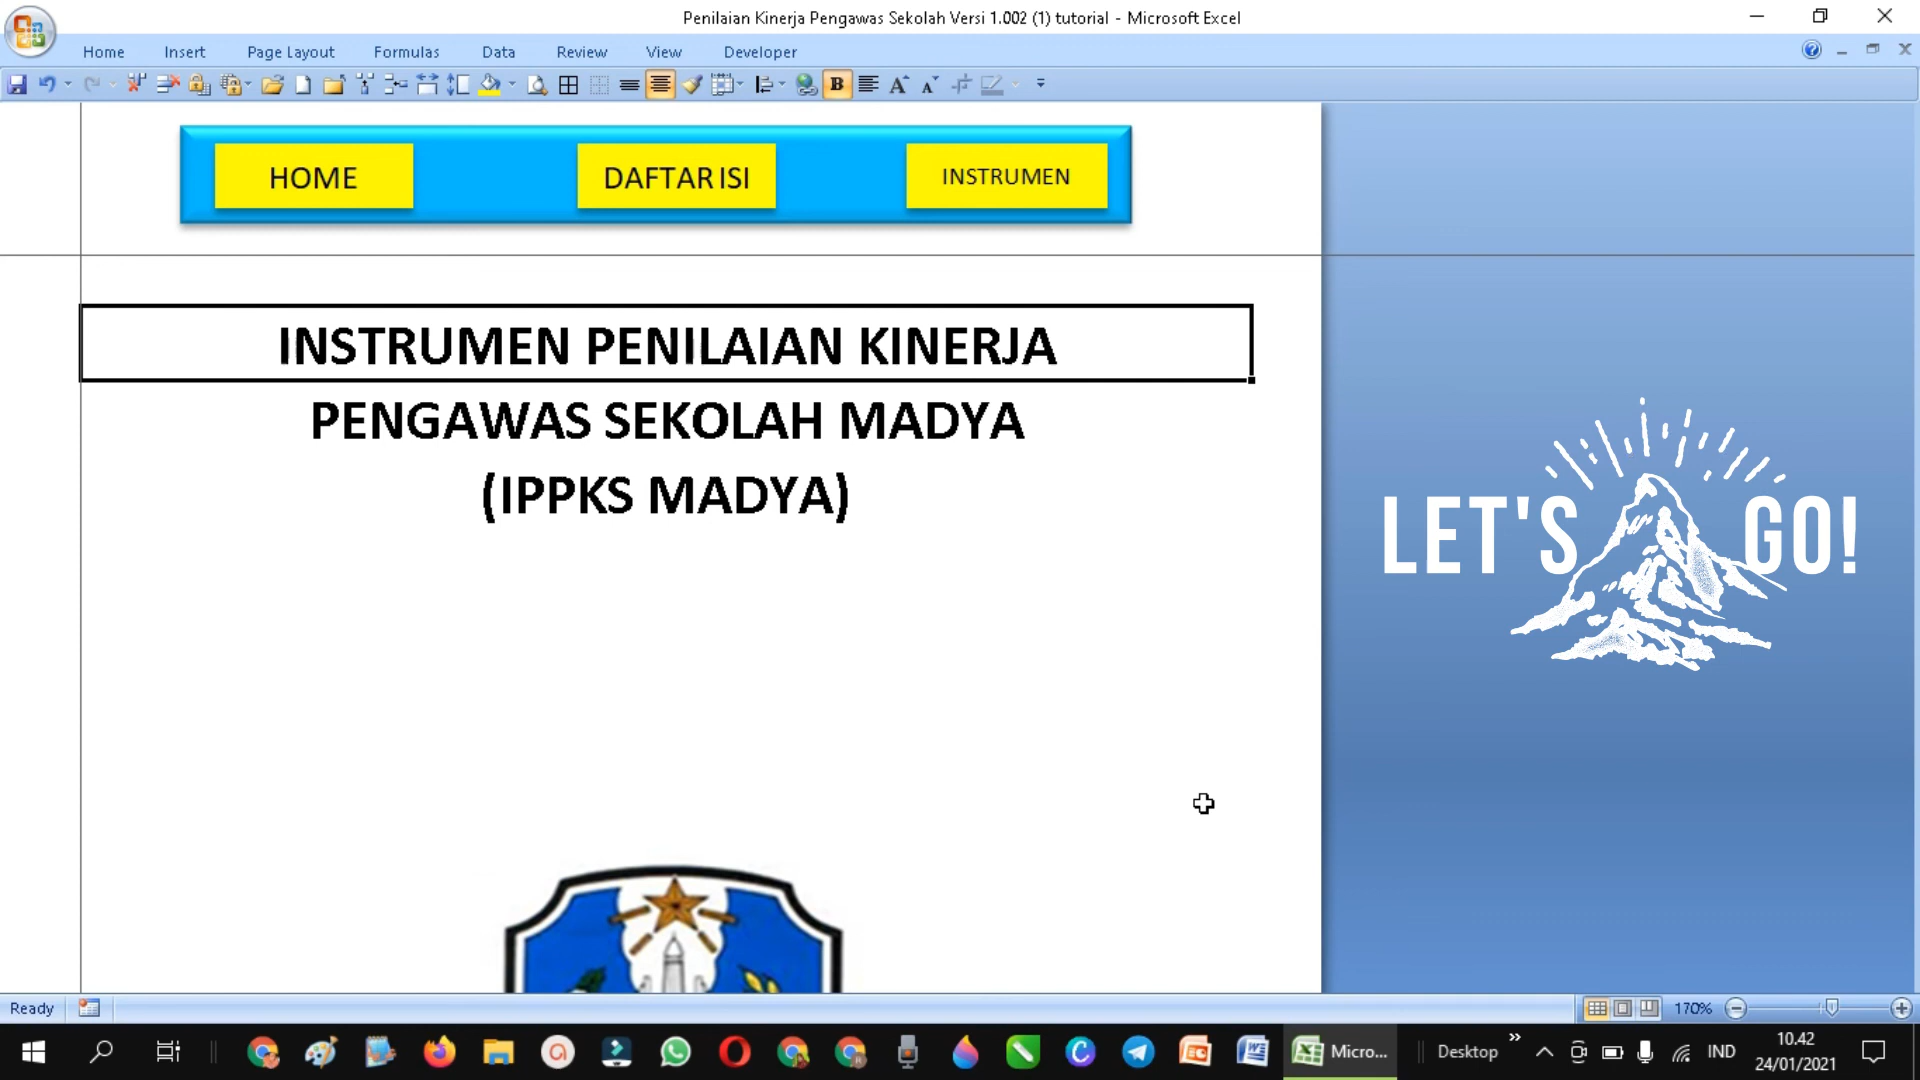 Penilaian Kinerja Pengawas Sekolah Versi 1.002 (1) tutorial - Microsoft Excel
Home Insert Page Layout Formulas Data Review View Developer
B A A
HOME DAFTAR ISI INSTRUMEN
INSTRUMEN PENILAIAN KINERJA
PENGAWAS SEKOLAH MADYA
(IPPKS MADYA)
LET'S GO!
Ready 170%
Micro... Desktop IND 10.42
24/01/2021